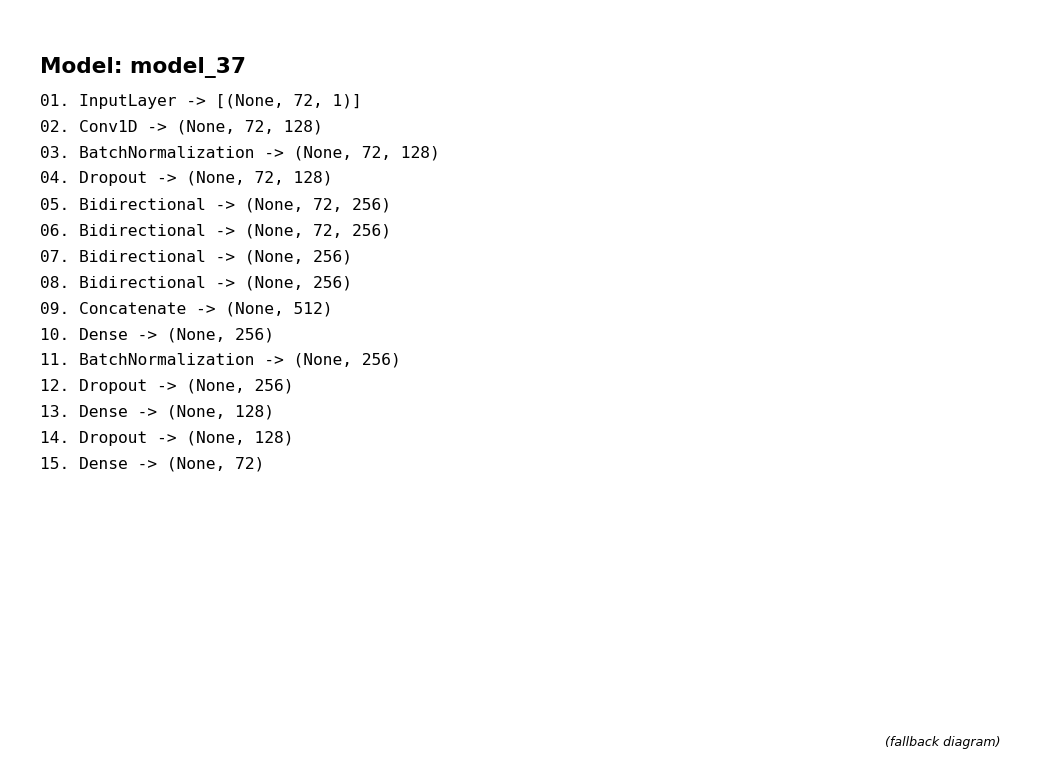 Model: model_37
01. InputLayer -> [(None, 72, 1)]
02. Conv1D -> (None, 72, 128)
03. BatchNormalization -> (None, 72, 128)
04. Dropout -> (None, 72, 128)
05. Bidirectional -> (None, 72, 256)
06. Bidirectional -> (None, 72, 256)
07. Bidirectional -> (None, 256)
08. Bidirectional -> (None, 256)
09. Concatenate -> (None, 512)
10. Dense -> (None, 256)
11. BatchNormalization -> (None, 256)
12. Dropout -> (None, 256)
13. Dense -> (None, 128)
14. Dropout -> (None, 128)
15. Dense -> (None, 72)
(fallback diagram)